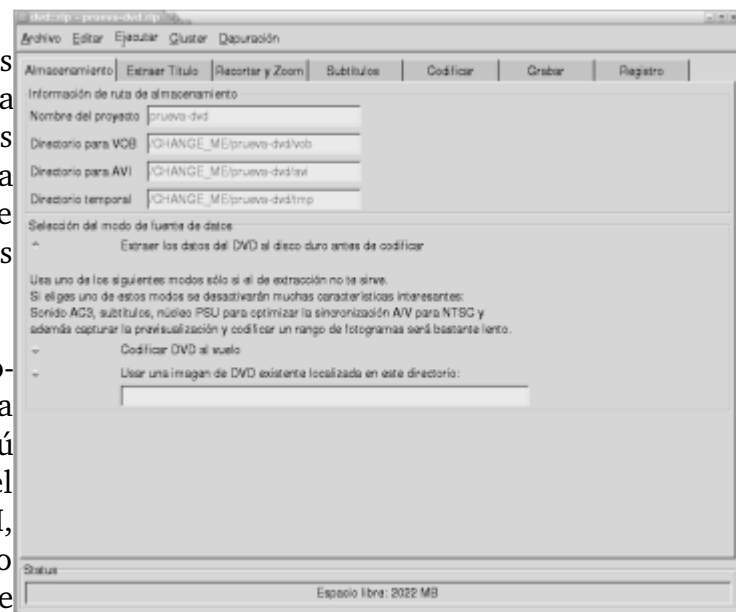 dvd::rip - prueva-dvd.rip
Archivo Editar Ejecutar Cluster Depuración
Almacenamiento Extraer Título Recortar y Zoom Subtítulos Codificar Grabar Registro
Información de ruta de almacenamiento
Nombre del proyecto prueva-dvd
Directorio para VOB /CHANGE_ME/prueva-dvd/vob
Directorio para AVI /CHANGE_ME/prueva-dvd/avi
Directorio temporal /CHANGE_ME/prueva-dvd/tmp
Selección del modo de fuente de datos
Extraer los datos del DVD al disco duro antes de codificar
Usa uno de los siguientes modos sólo si el de extracción no te sirve.
Si eliges uno de estos modos se desactivarán muchas características interesantes:
Sonido AC3, subtítulos, núcleo PSU para optimizar la sincronización A/V para NTSC y
además capturar la previsualización y codificar un rango de fotogramas será bastante lento.
Codificar DVD al vuelo
Usar una imagen de DVD existente localizada en este directorio:
Status
Espacio libre: 2022 MB